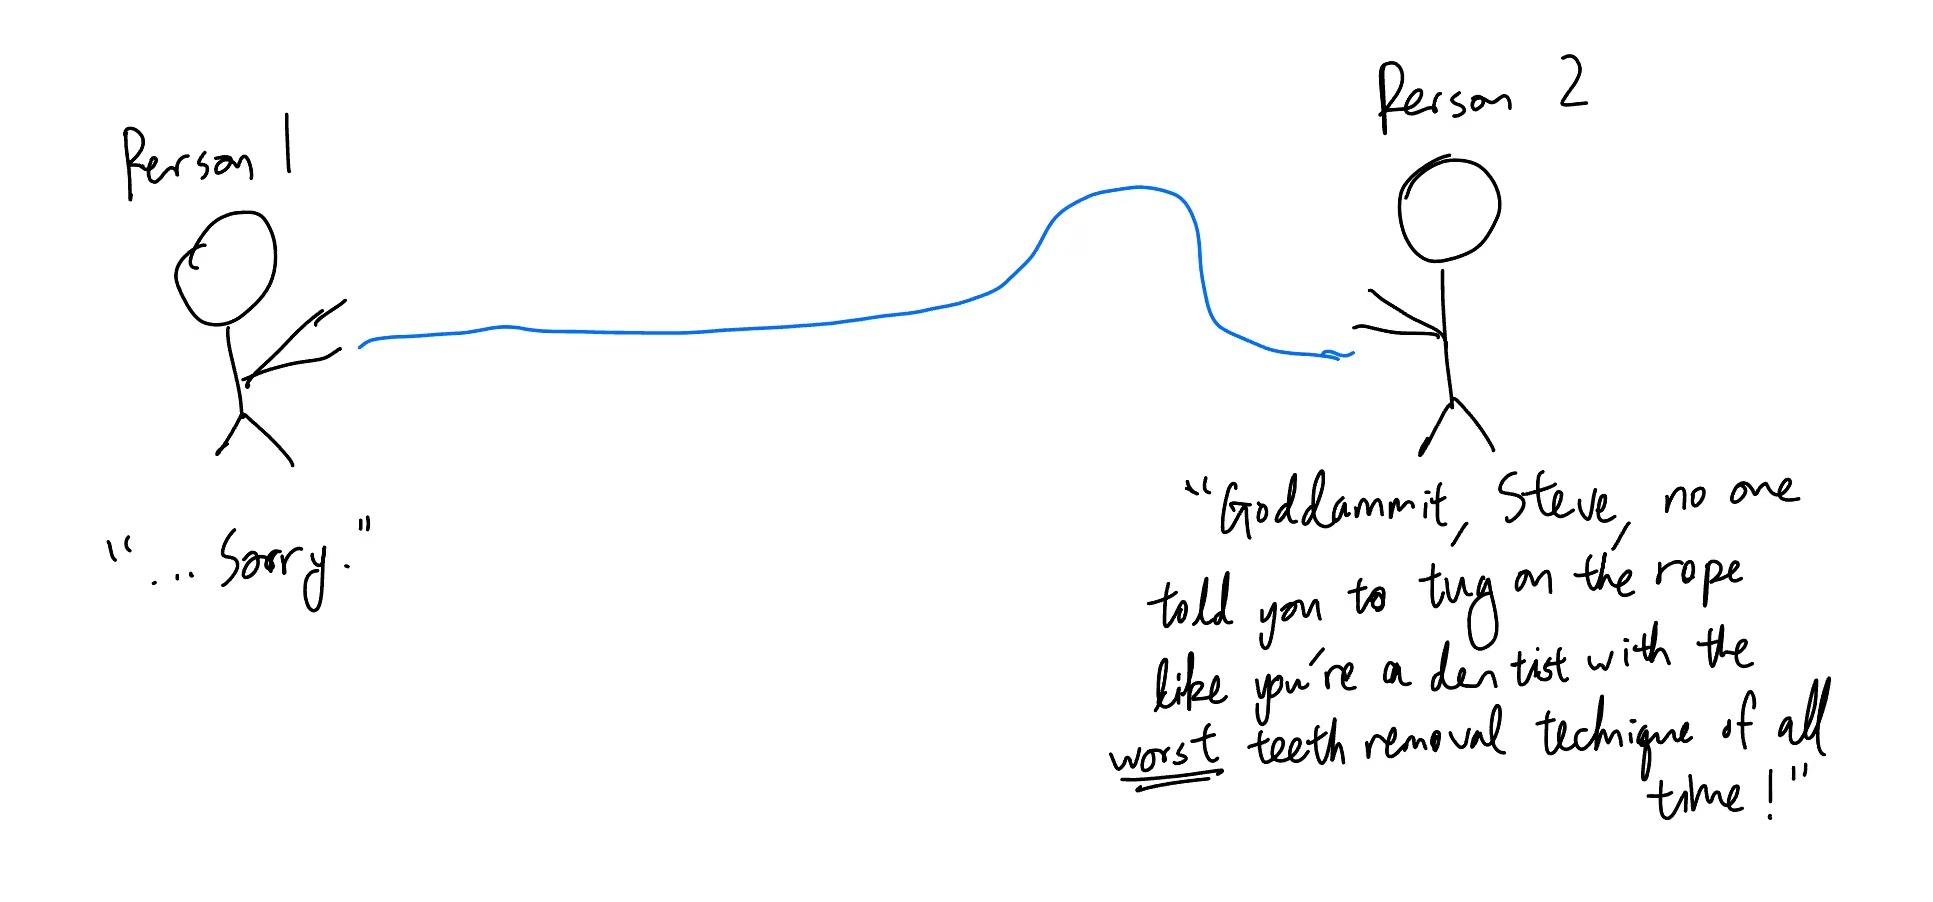 Person 1
Person 2
"... Sorry."
"Goddammit, Steve, no one
told you to tug on the rope
like you're a dentist with the
worst teeth removal technique of all
time!"